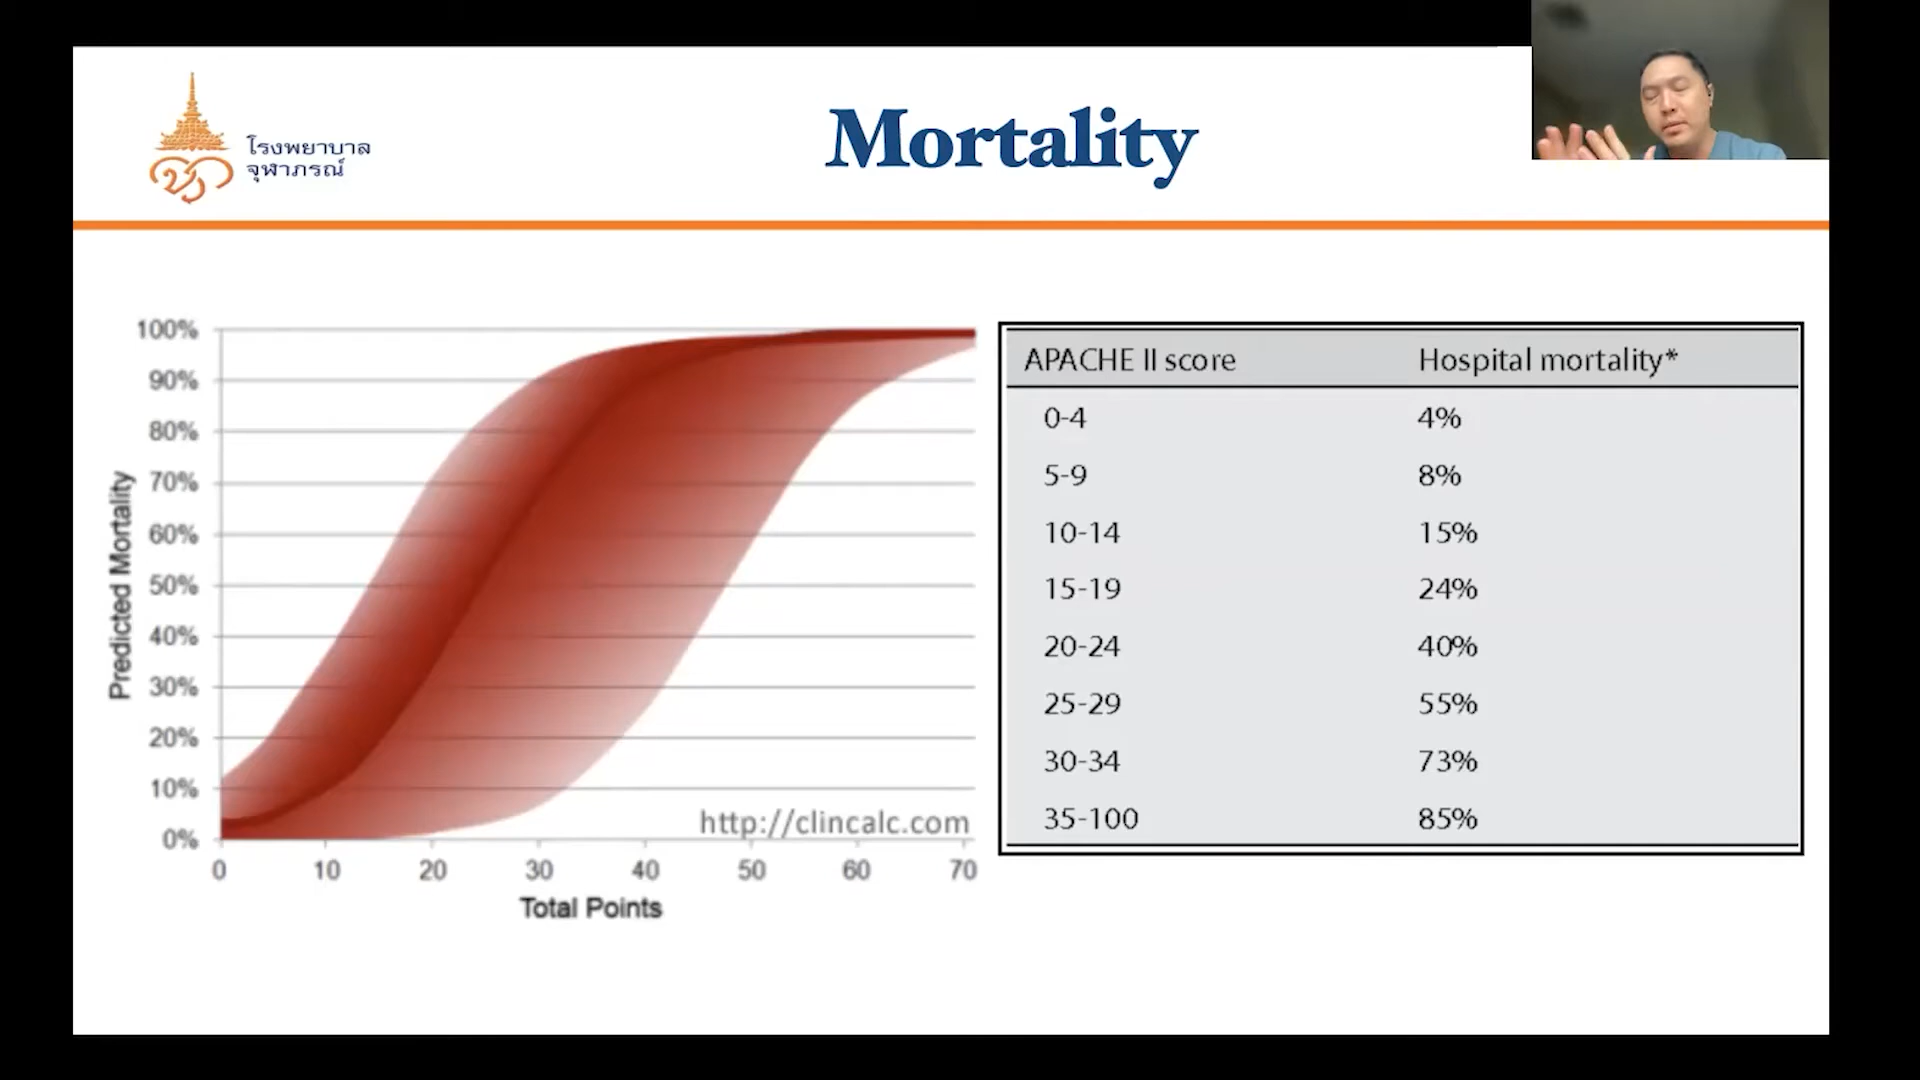 โรงพยาบาล
จุฬาภรณ์
Mortality
100%
90%
80%
70%
60%
50%
40%
30%
20%
10%
0%
Predicted Mortality
0 10 20 30 40 50 60 70
Total Points
http://clincalc.com
APACHE II score Hospital mortality*
0-4 4%
5-9 8%
10-14 15%
15-19 24%
20-24 40%
25-29 55%
30-34 73%
35-100 85%